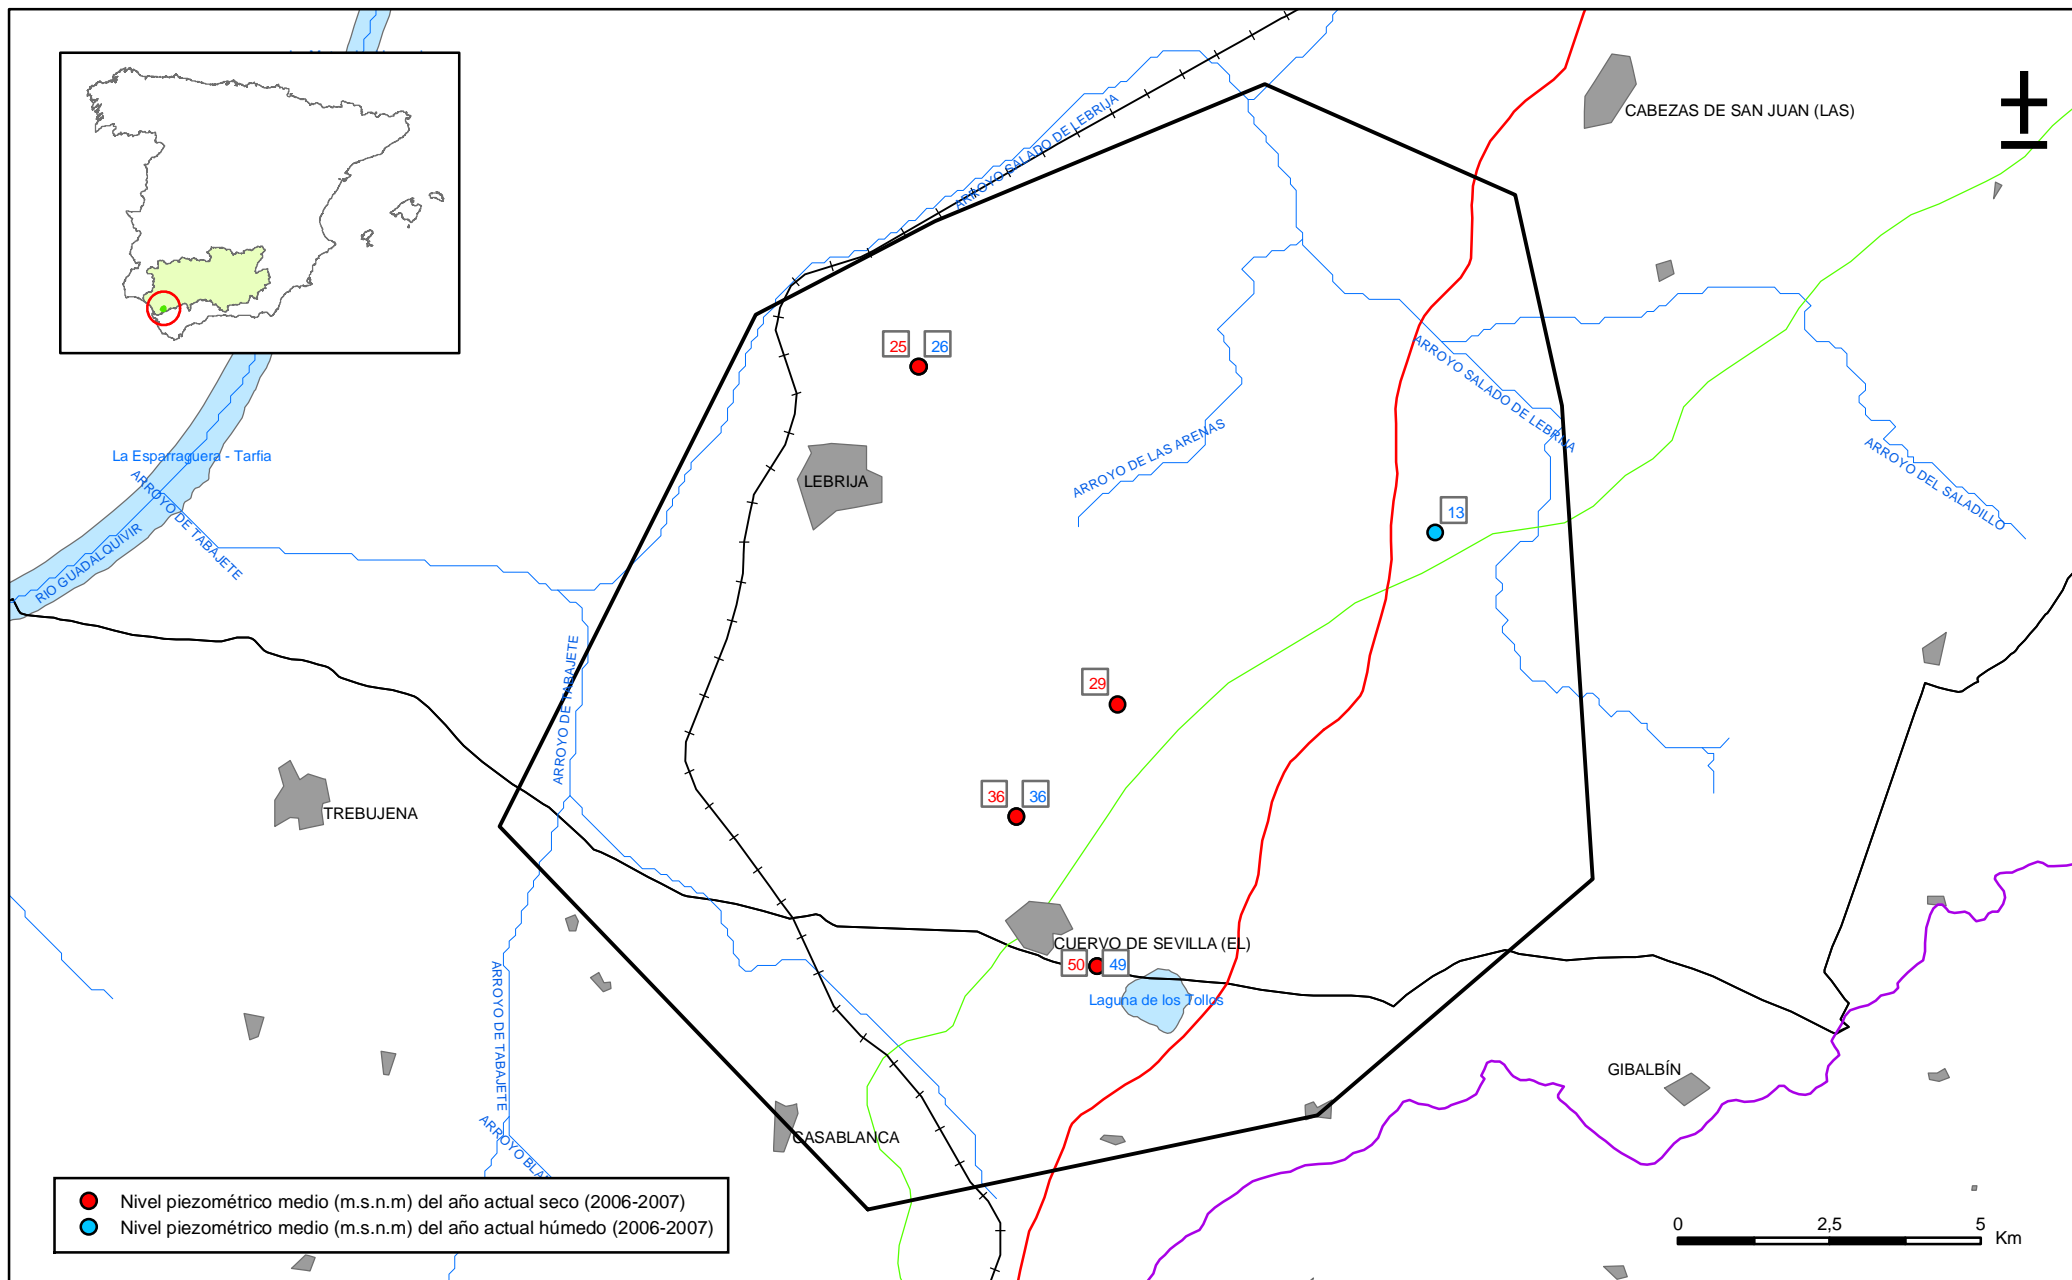 CABEZAS DE SAN JUAN (LAS)
ARROYO SALADO DE LEBRIJA
25
26
ARROYO SALADO DE LEBRIJA
La Esparraguera - Tarfia
ARROYO DE TABAJETE
RIO GUADALQUIVIR
LEBRIJA
ARROYO DE LAS ARENAS
ARROYO DEL SALADILLO
13
ARROYO DE TABAJETE
29
36
36
TREBUJENA
CUERVO DE SEVILLA (EL)
50
49
Laguna de los Tollos
ARROYO DE TABAJETE
GIBALBÍN
CASABLANCA
ARROYO BLA
Nivel piezométrico medio (m.s.n.m) del año actual seco (2006-2007)
Nivel piezométrico medio (m.s.n.m) del año actual húmedo (2006-2007)
0 2,5 5
Km